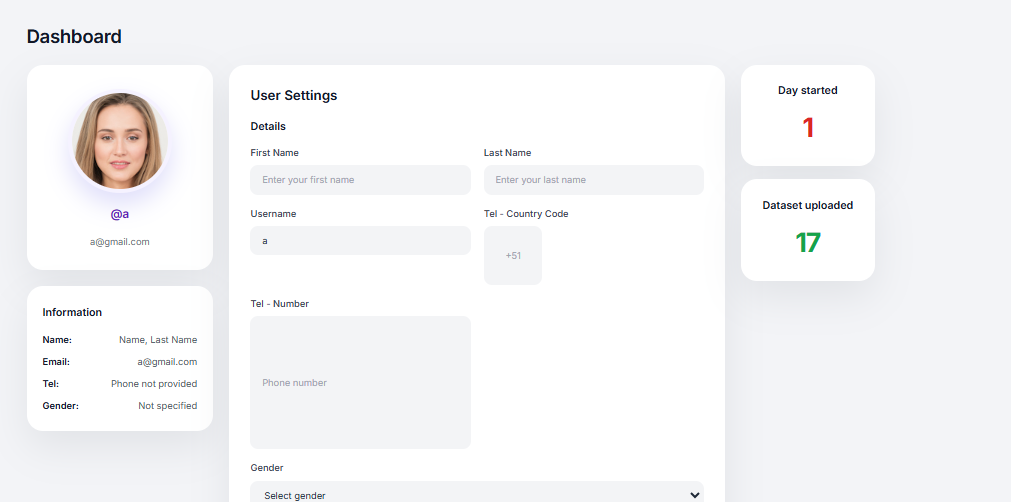 Dashboard
@a
a@gmail.com
Information
Name: Name, Last Name
Email: a@gmail.com
Tel: Phone not provided
Gender: Not specified
User Settings
Details
First Name Last Name
Enter your first name Enter your last name
Username Tel - Country Code
a +51
Tel - Number
Phone number
Gender
Select gender
Day started
1
Dataset uploaded
17